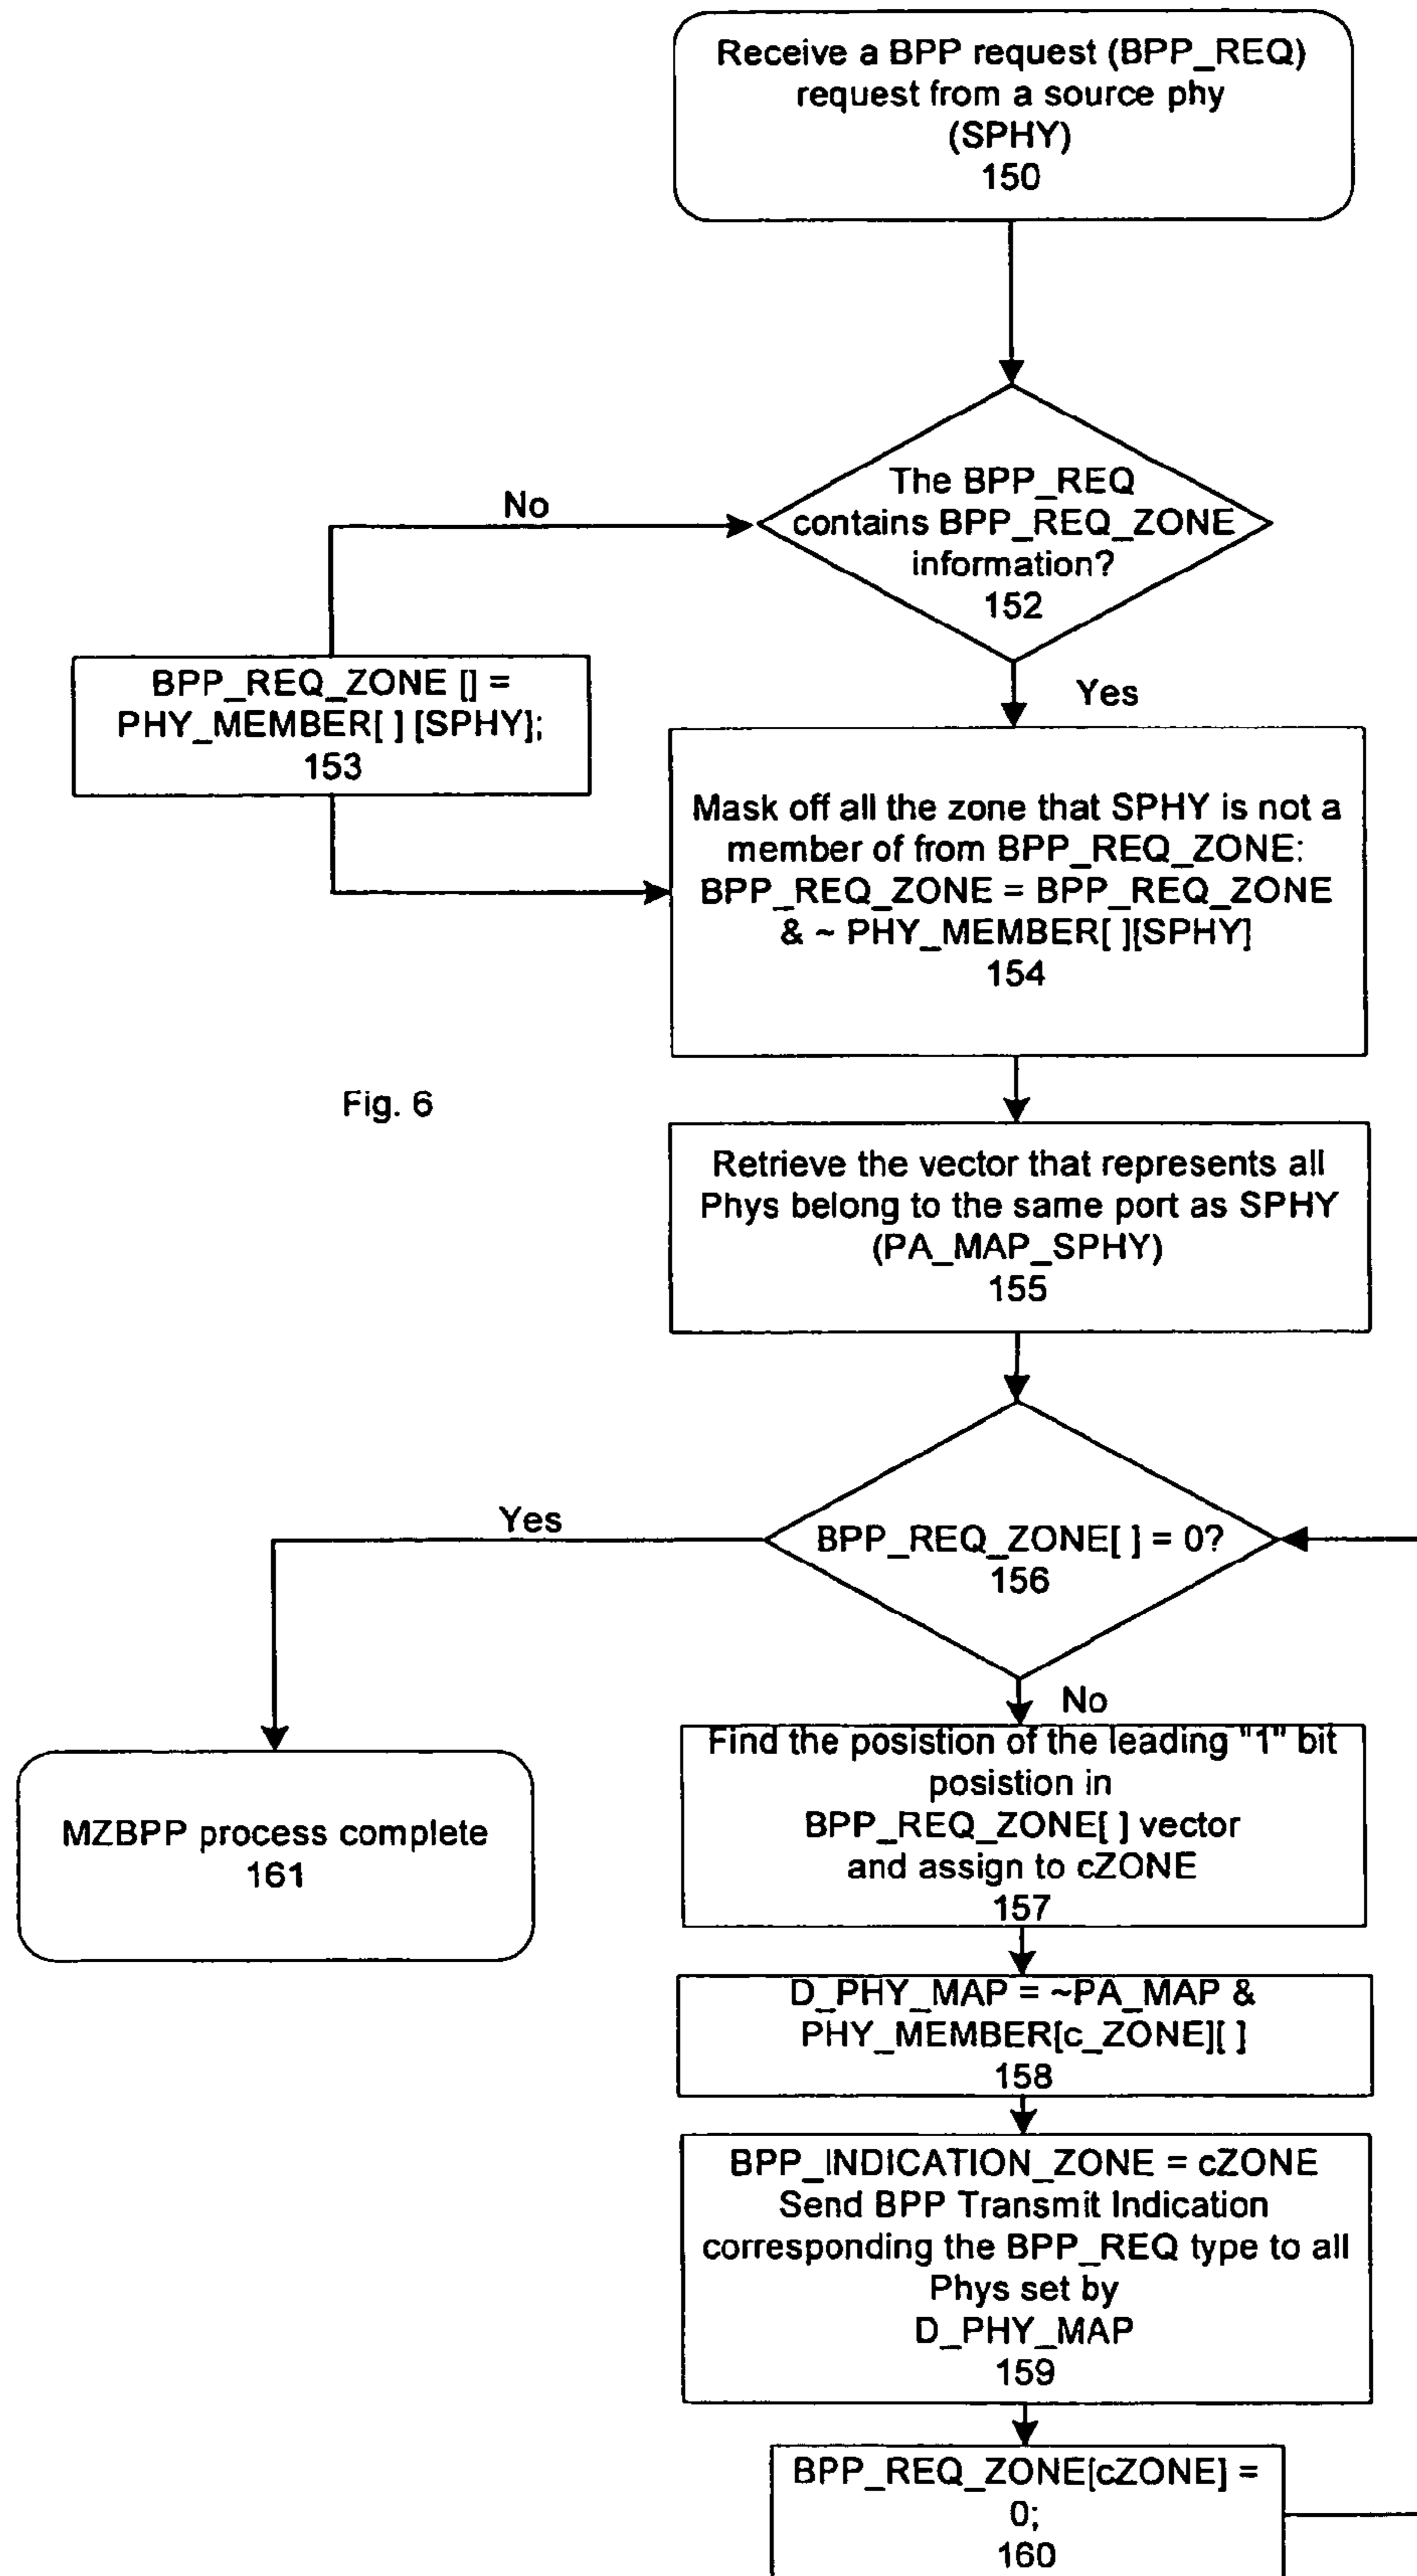 Receive a BPP request (BPP_REQ)
request from a source phy
(SPHY)
150
The BPP_REQ
contains BPP_REQ_ZONE
information?
152
No
Yes
BPP_REQ_ZONE [] =
PHY_MEMBER[ ] [SPHY];
153
Mask off all the zone that SPHY is not a
member of from BPP_REQ_ZONE:
BPP_REQ_ZONE = BPP_REQ_ZONE
& ~ PHY_MEMBER[ ][SPHY]
154
Fig. 6
Retrieve the vector that represents all
Phys belong to the same port as SPHY
(PA_MAP_SPHY)
155
Yes
BPP_REQ_ZONE[ ] = 0?
156
No
MZBPP process complete
161
Find the posistion of the leading "1" bit
posistion in
BPP_REQ_ZONE[ ] vector
and assign to cZONE
157
D_PHY_MAP = ~PA_MAP &
PHY_MEMBER[c_ZONE][ ]
158
BPP_INDICATION_ZONE = cZONE
Send BPP Transmit Indication
corresponding the BPP_REQ type to all
Phys set by
D_PHY_MAP
159
BPP_REQ_ZONE[cZONE] =
0;
160